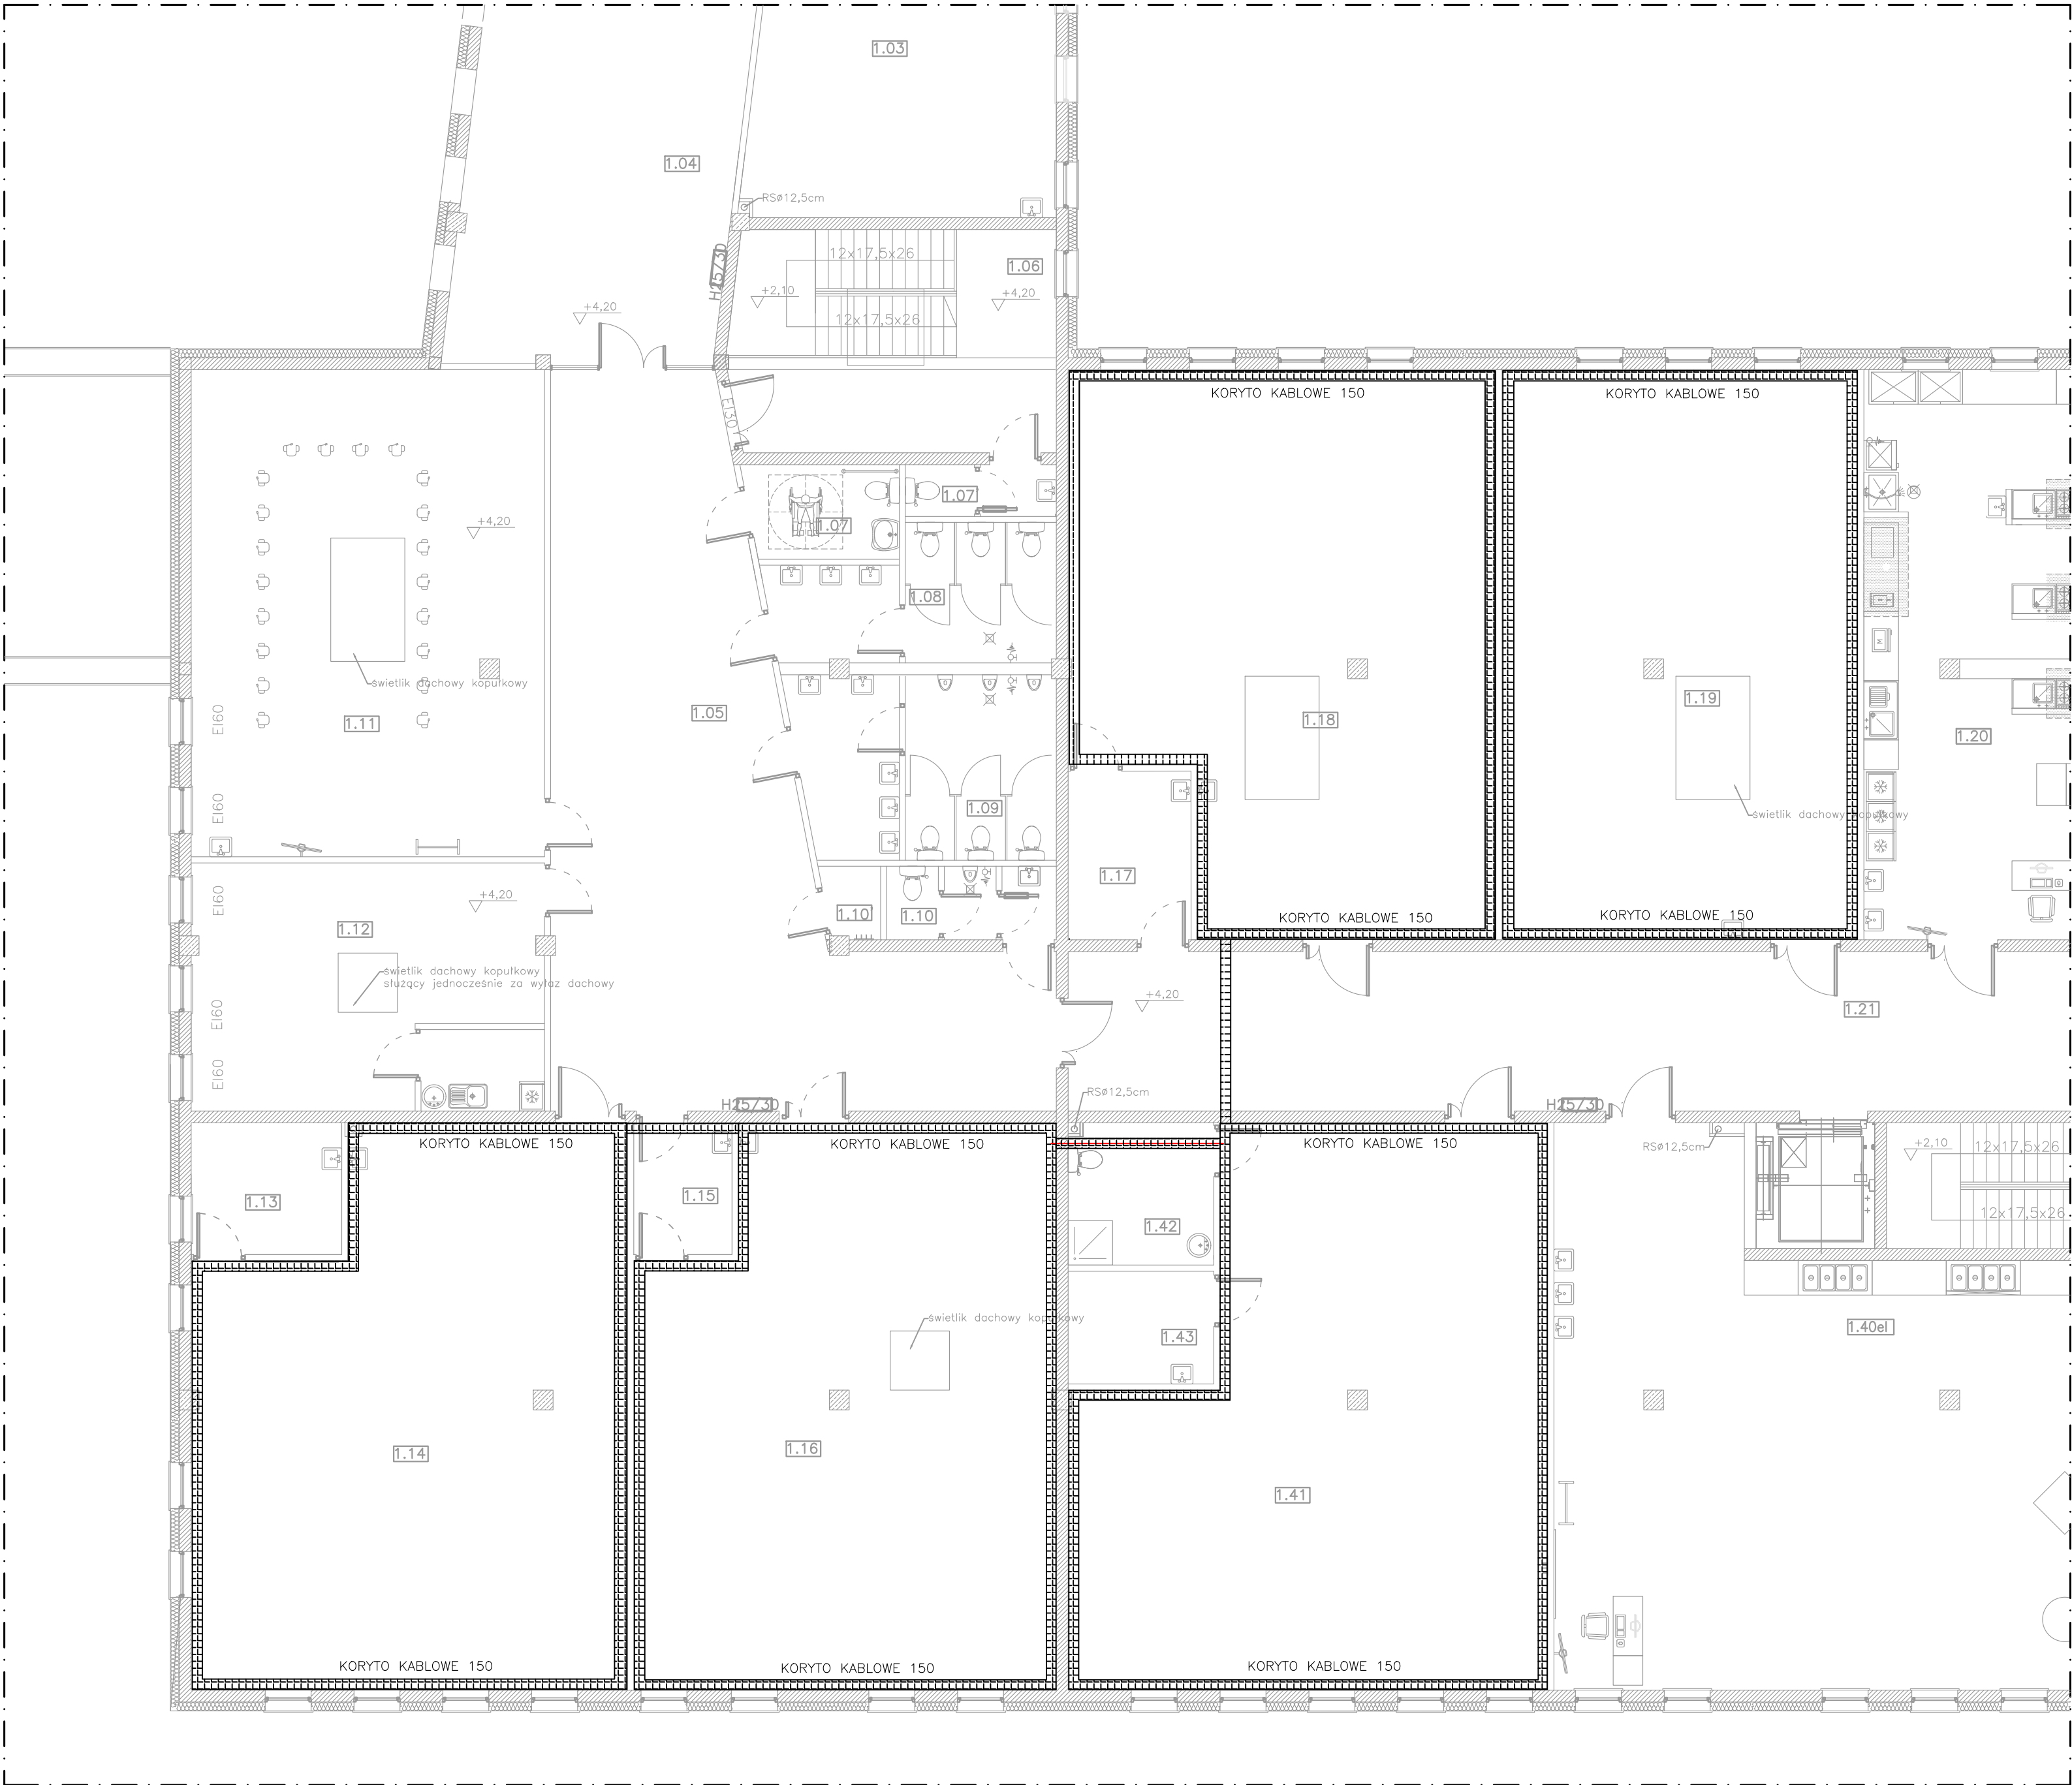 1.03
1.04
RSø12,5cm
12x17,5x26
1.06
H25/3D
+2,10
+4,20
+4,20
12x17,5x26
EI30
KORYTO KABLOWE 150
KORYTO KABLOWE 150
1.07
1.07
+4,20
1.08
świetlik dachowy kopułkowy
1.11
EI60
1.05
1.18
1.19
1.20
M
EI60
1.09
świetlik dachowy kopułkowy
1.17
EI60
+4,20
1.10
1.10
KORYTO KABLOWE 150
KORYTO KABLOWE 150
1.12
świetlik dachowy kopułkowy
służący jednocześnie za wyłaz dachowy
EI60
+4,20
1.21
EI60
H25/3D
RSø12,5cm
H25/3D
KORYTO KABLOWE 150
KORYTO KABLOWE 150
KORYTO KABLOWE 150
RSø12,5cm
+2,10
12x17,5x26
1.13
1.15
1.42
12x17,5x26
świetlik dachowy kopułkowy
1.43
1.40el
1.14
1.16
1.41
KORYTO KABLOWE 150
KORYTO KABLOWE 150
KORYTO KABLOWE 150